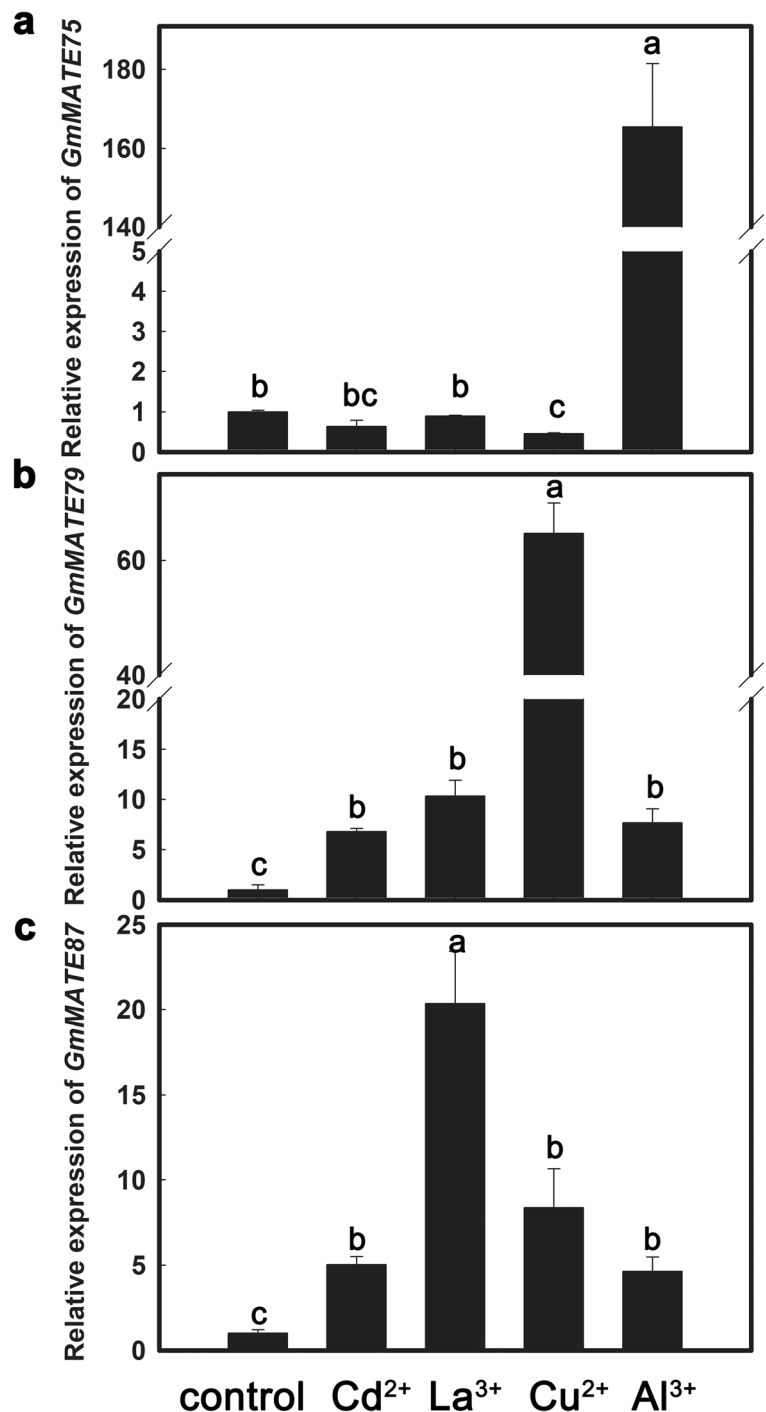 a
Relative expression of GmMATE75
180
160
140
5
4
3
2
1
0
a
b
bc
b
c
b
Relative expression of GmMATE79
60
40
20
15
10
5
0
a
b
b
b
c
c
Relative expression of GmMATE87
25
20
15
10
5
0
a
b
b
b
c
control Cd²⁺ La³⁺ Cu²⁺ Al³⁺